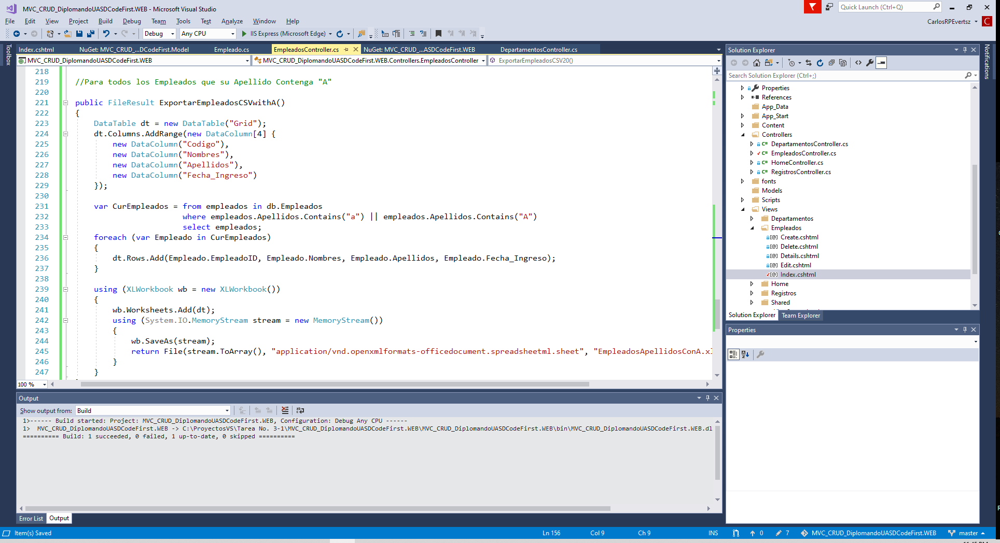 MVC_CRUD_DiplomandoUASDCodeFirst.WEB - Microsoft Visual Studio
Quick Launch (Ctrl+Q)
File Edit View Project Build Debug Team Tools Test Analyze Window Help
CarlosRPEvertsz C
Debug Any CPU IIS Express (Microsoft Edge)
Toolbox
Index.cshtml NuGet: MVC_CRUD_...DCodeFirst.Model Empleado.cs EmpleadosController.cs NuGet: MVC_CRUD_...ASDCodeFirst.WEB DepartamentosController.cs
MVC_CRUD_DiplomandoUASDCodeFirst.WEB MVC_CRUD_DiplomandoUASDCodeFirst.WEB.Controllers.EmpleadosController ExportarEmpleadosCSV20()
218
219 //Para todos los Empleados que su Apellido Contenga "A"
220
221 public FileResult ExportarEmpleadosCSVwithA()
222 {
223 DataTable dt = new DataTable("Grid");
224 dt.Columns.AddRange(new DataColumn[4] {
225 new DataColumn("Codigo"),
226 new DataColumn("Nombres"),
227 new DataColumn("Apellidos"),
228 new DataColumn("Fecha_Ingreso")
229 });
230
231 var CurEmpleados = from empleados in db.Empleados
232 where empleados.Apellidos.Contains("a") || empleados.Apellidos.Contains("A")
233 select empleados;
234 foreach (var Empleado in CurEmpleados)
235 {
236 dt.Rows.Add(Empleado.EmpleadoID, Empleado.Nombres, Empleado.Apellidos, Empleado.Fecha_Ingreso);
237 }
238
239 using (XLWorkbook wb = new XLWorkbook())
240 {
241 wb.Worksheets.Add(dt);
242 using (System.IO.MemoryStream stream = new MemoryStream())
243 {
244 wb.SaveAs(stream);
245 return File(stream.ToArray(), "application/vnd.openxmlformats-officedocument.spreadsheetml.sheet", "EmpleadosApellidosConA.xl
246 }
247 }
100 %
Output
Show output from: Build
1>------ Build started: Project: MVC_CRUD_DiplomandoUASDCodeFirst.WEB, Configuration: Debug Any CPU ------
1> MVC_CRUD_DiplomandoUASDCodeFirst.WEB -> C:\ProyectosVS\Tarea No. 3-1\MVC_CRUD_DiplomandoUASDCodeFirst.WEB\MVC_CRUD_DiplomandoUASDCodeFirst.WEB\bin\MVC_CRUD_DiplomandoUASDCodeFirst.WEB.dl
========== Build: 1 succeeded, 0 failed, 1 up-to-date, 0 skipped ==========
Error List Output
Solution Explorer
Search Solution Explorer (Ctrl+;)
Properties
References
App_Data
App_Start
Content
Controllers
C# DepartamentosController.cs
C# EmpleadosController.cs
C# HomeController.cs
C# RegistrosController.cs
fonts
Models
Scripts
Views
Departamentos
Empleados
[@] Create.cshtml
[@] Delete.cshtml
[@] Details.cshtml
[@] Edit.cshtml
[@] Index.cshtml
Home
Registros
Shared
Solution Explorer Team Explorer
Properties
Notifications
Item(s) Saved Ln 156 Col 9 Ch 9 INS 0 7 MVC_CRUD_DiplomandoUASDCodeFirst.WEB master